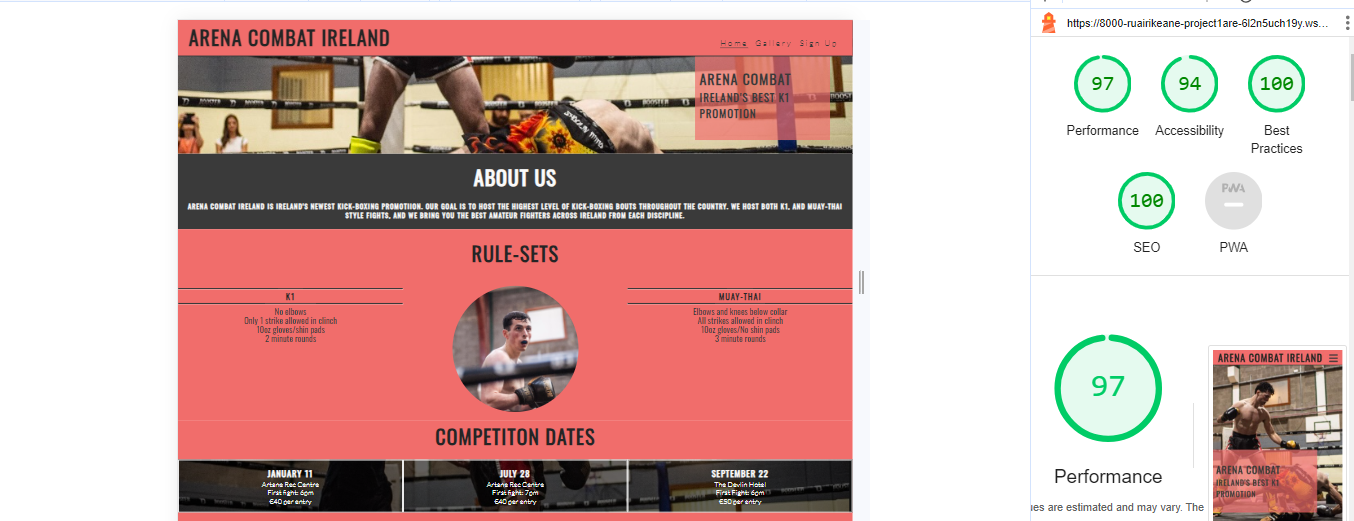 ARENA COMBAT IRELAND
Home Gallery Sign Up
ARENA COMBAT
IRELAND'S BEST K1
PROMOTION
BOOSTER
BOOSTER
BOOSTER
ABOUT US
ARENA COMBAT IRELAND IS IRELAND'S NEWEST KICK-BOXING PROMOTIION. OUR GOAL IS TO HOST THE HIGHEST LEVEL OF KICK-BOXING BOUTS THROUGHOUT THE COUNTRY. WE HOST BOTH K1, AND MUAY-THAI
STYLE FIGHTS, AND WE BRING YOU THE BEST AMATEUR FIGHTERS ACROSS IRELAND FROM EACH DISCIPLINE.
RULE-SETS
K1
No elbows
Only 1 strike allowed in clinch
10oz gloves/shin pads
2 minute rounds
MUAY-THAI
Elbows and knees below collar
All strikes allowed in clinch
10oz gloves/No shin pads
3 minute rounds
COMPETITON DATES
JANUARY 11
Artane Rec Centre
First fight: 6pm
€40 per entry
JULY 28
Artane Rec Centre
First fight: 7pm
€40 per entry
SEPTEMBER 22
The Devlin Hotel
First fight: 6pm
€50 per entry
https://8000-ruairikeane-project1are-6l2n5uch19y.ws...
97
Performance
94
Accessibility
100
Best
Practices
100
SEO
PWA
PWA
97
Performance
ues are estimated and may vary. The
ARENA COMBAT IRELAND
ARENA COMBAT
IRELAND'S BEST K1
PROMOTION